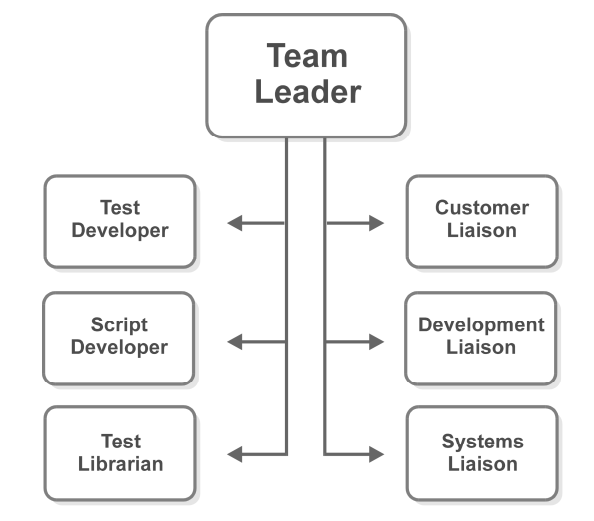 Team
Leader
Test
Developer
Customer
Liaison
Script
Developer
Development
Liaison
Test
Librarian
Systems
Liaison